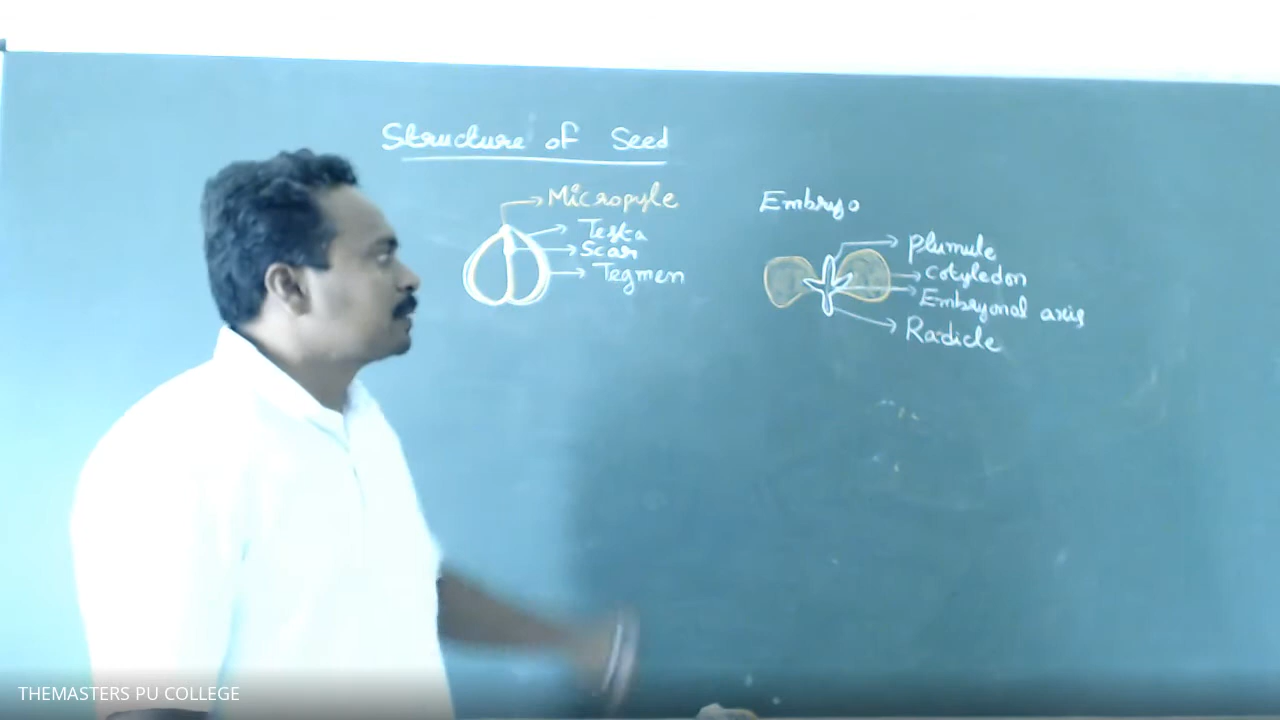 Structure of Seed
Micropyle
Testa
Scar
Tegmen
Embryo
Plumule
Cotyledon
Embryonal axis
Radicle
THEMASTERS PU COLLEGE